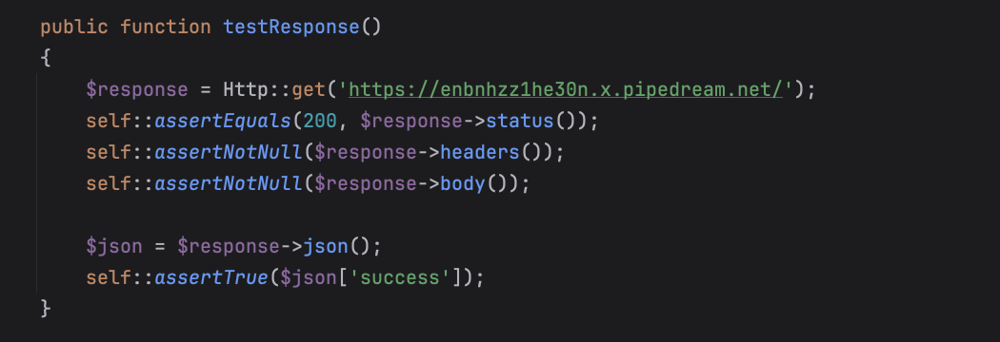 public function testResponse()
{
    $response = Http::get('https://enbnhzz1he30n.x.pipedream.net/');
    self::assertEquals(200, $response->status());
    self::assertNotNull($response->headers());
    self::assertNotNull($response->body());

    $json = $response->json();
    self::assertTrue($json['success']);
}